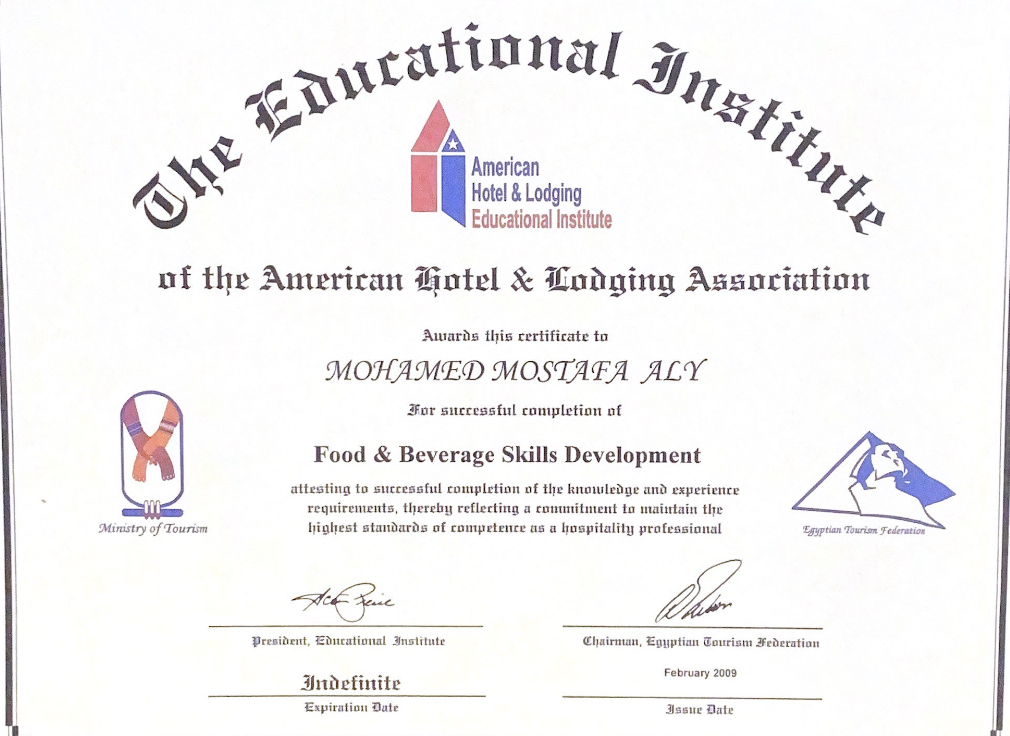 The Educational Institute
American
Hotel & Lodging
Educational Institute
of the American Hotel & Lodging Association
Awards this certificate to
MOHAMED MOSTAFA ALY
For successful completion of
Food & Beverage Skills Development
attesting to successful completion of the knowledge and experience
requirements, thereby reflecting a commitment to maintain the
highest standards of competence as a hospitality professional
Ministry of Tourism
Egyptian Tourism Federation
President, Educational Institute
Chairman, Egyptian Tourism Federation
Indefinite
February 2009
Expiration Date
Issue Date